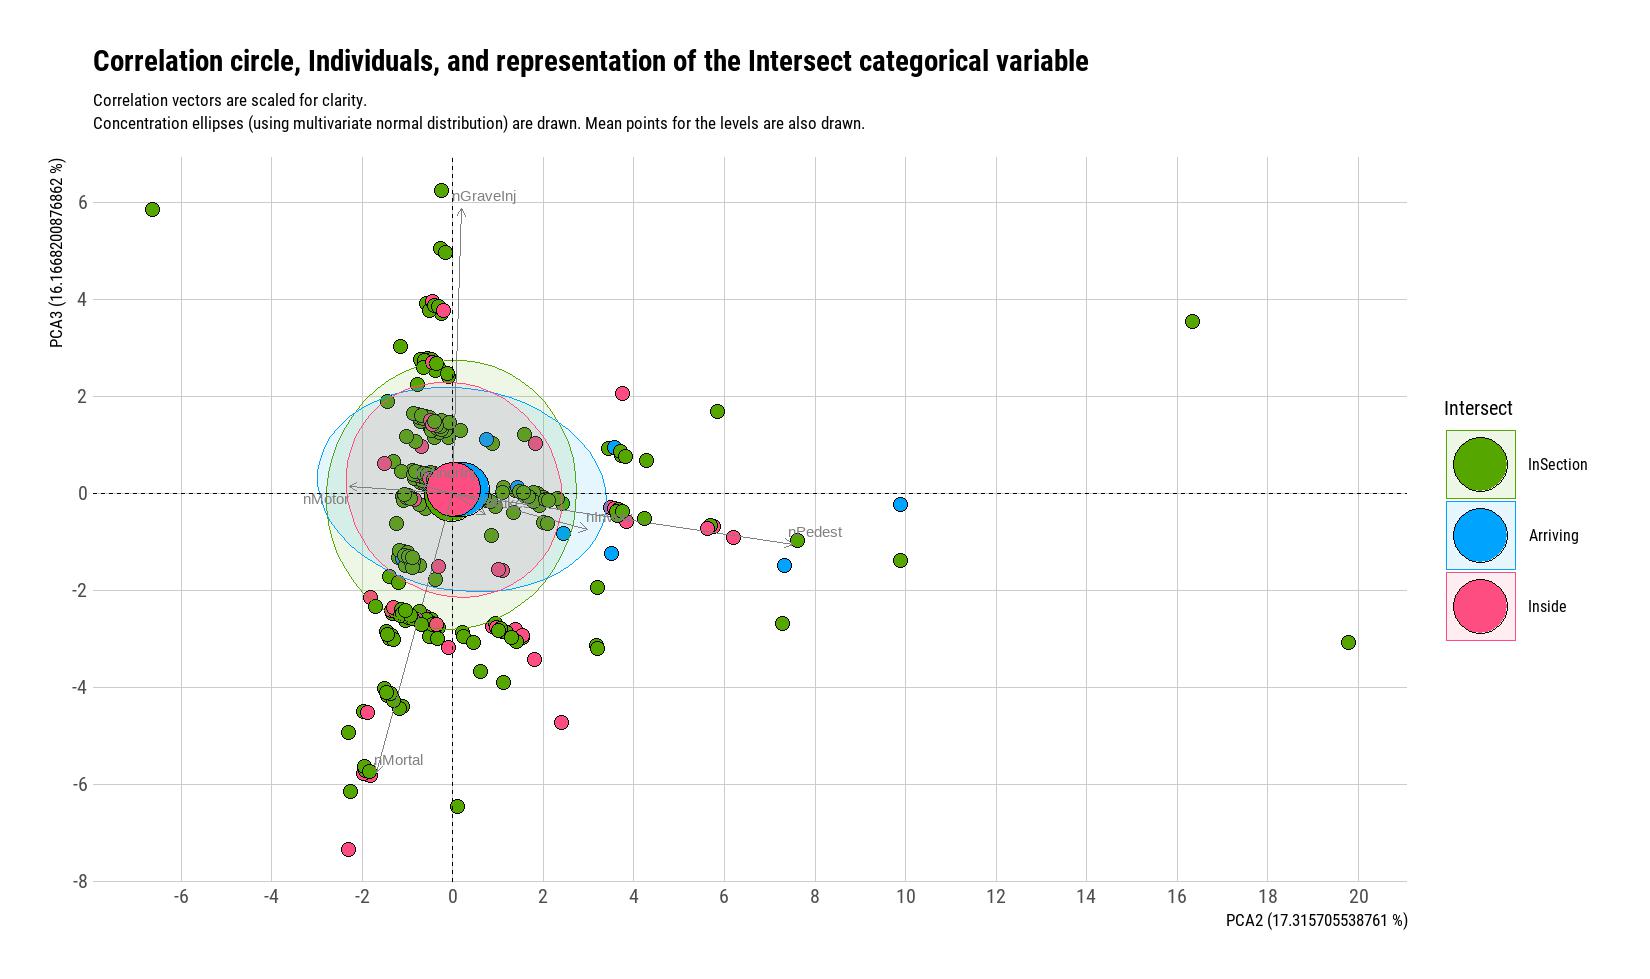 Correlation circle, Individuals, and representation of the Intersect categorical variable
Correlation vectors are scaled for clarity.
Concentration ellipses (using multivariate normal distribution) are drawn. Mean points for the levels are also drawn.
PCA3 (16.1668200876862 %)
6
4
2
0
-2
-4
-6
-8
nGraveInj
nMotor
nPedest
nMortal
Intersect
InSection
Arriving
Inside
-6
-4
-2
0
2
4
6
8
10
12
14
16
18
20
PCA2 (17.315705538761 %)